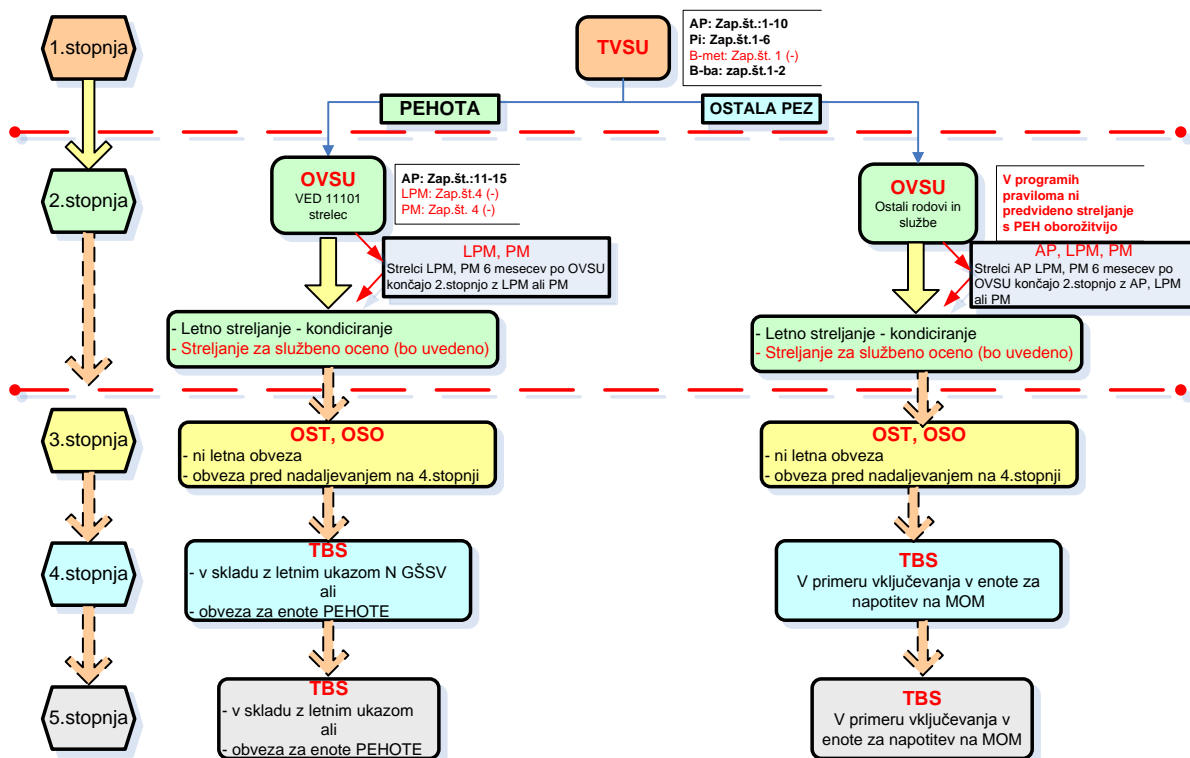 1.stopnja
TVSU
AP: Zap.št.:1-10
Pi: Zap.št.1-6
B-met: Zap.št. 1 (-)
B-ba: zap.št.1-2
PEHOTA
OSTALA PEZ
2.stopnja
OVSU
VED 11101
strelec
AP: Zap.št.:11-15
LPM: Zap.št.4 (-)
PM: Zap.št. 4 (-)
LPM, PM
Strelci LPM, PM 6 mesecev po OVSU
končajo 2.stopnjo z LPM ali PM
OVSU
Ostali rodovi in
službe
V programih
praviloma ni
predvideno streljanje
s PEH oborožitvijo
AP, LPM, PM
Strelci AP LPM, PM 6 mesecev po
OVSU končajo 2.stopnjo z AP, LPM
ali PM
- Letno streljanje - kondiciranje
- Streljanje za službeno oceno (bo uvedeno)
- Letno streljanje - kondiciranje
- Streljanje za službeno oceno (bo uvedeno)
3.stopnja
OST, OSO
- ni letna obveza
- obveza pred nadaljevanjem na 4.stopnji
OST, OSO
- ni letna obveza
- obveza pred nadaljevanjem na 4.stopnji
4.stopnja
TBS
- v skladu z letnim ukazom N GŠSV
ali
- obveza za enote PEHOTE
TBS
V primeru vključevanja v enote za
napotitev na MOM
5.stopnja
TBS
- v skladu z letnim ukazom
ali
- obveza za enote PEHOTE
TBS
V primeru vključevanja v
enote za napotitev na MOM